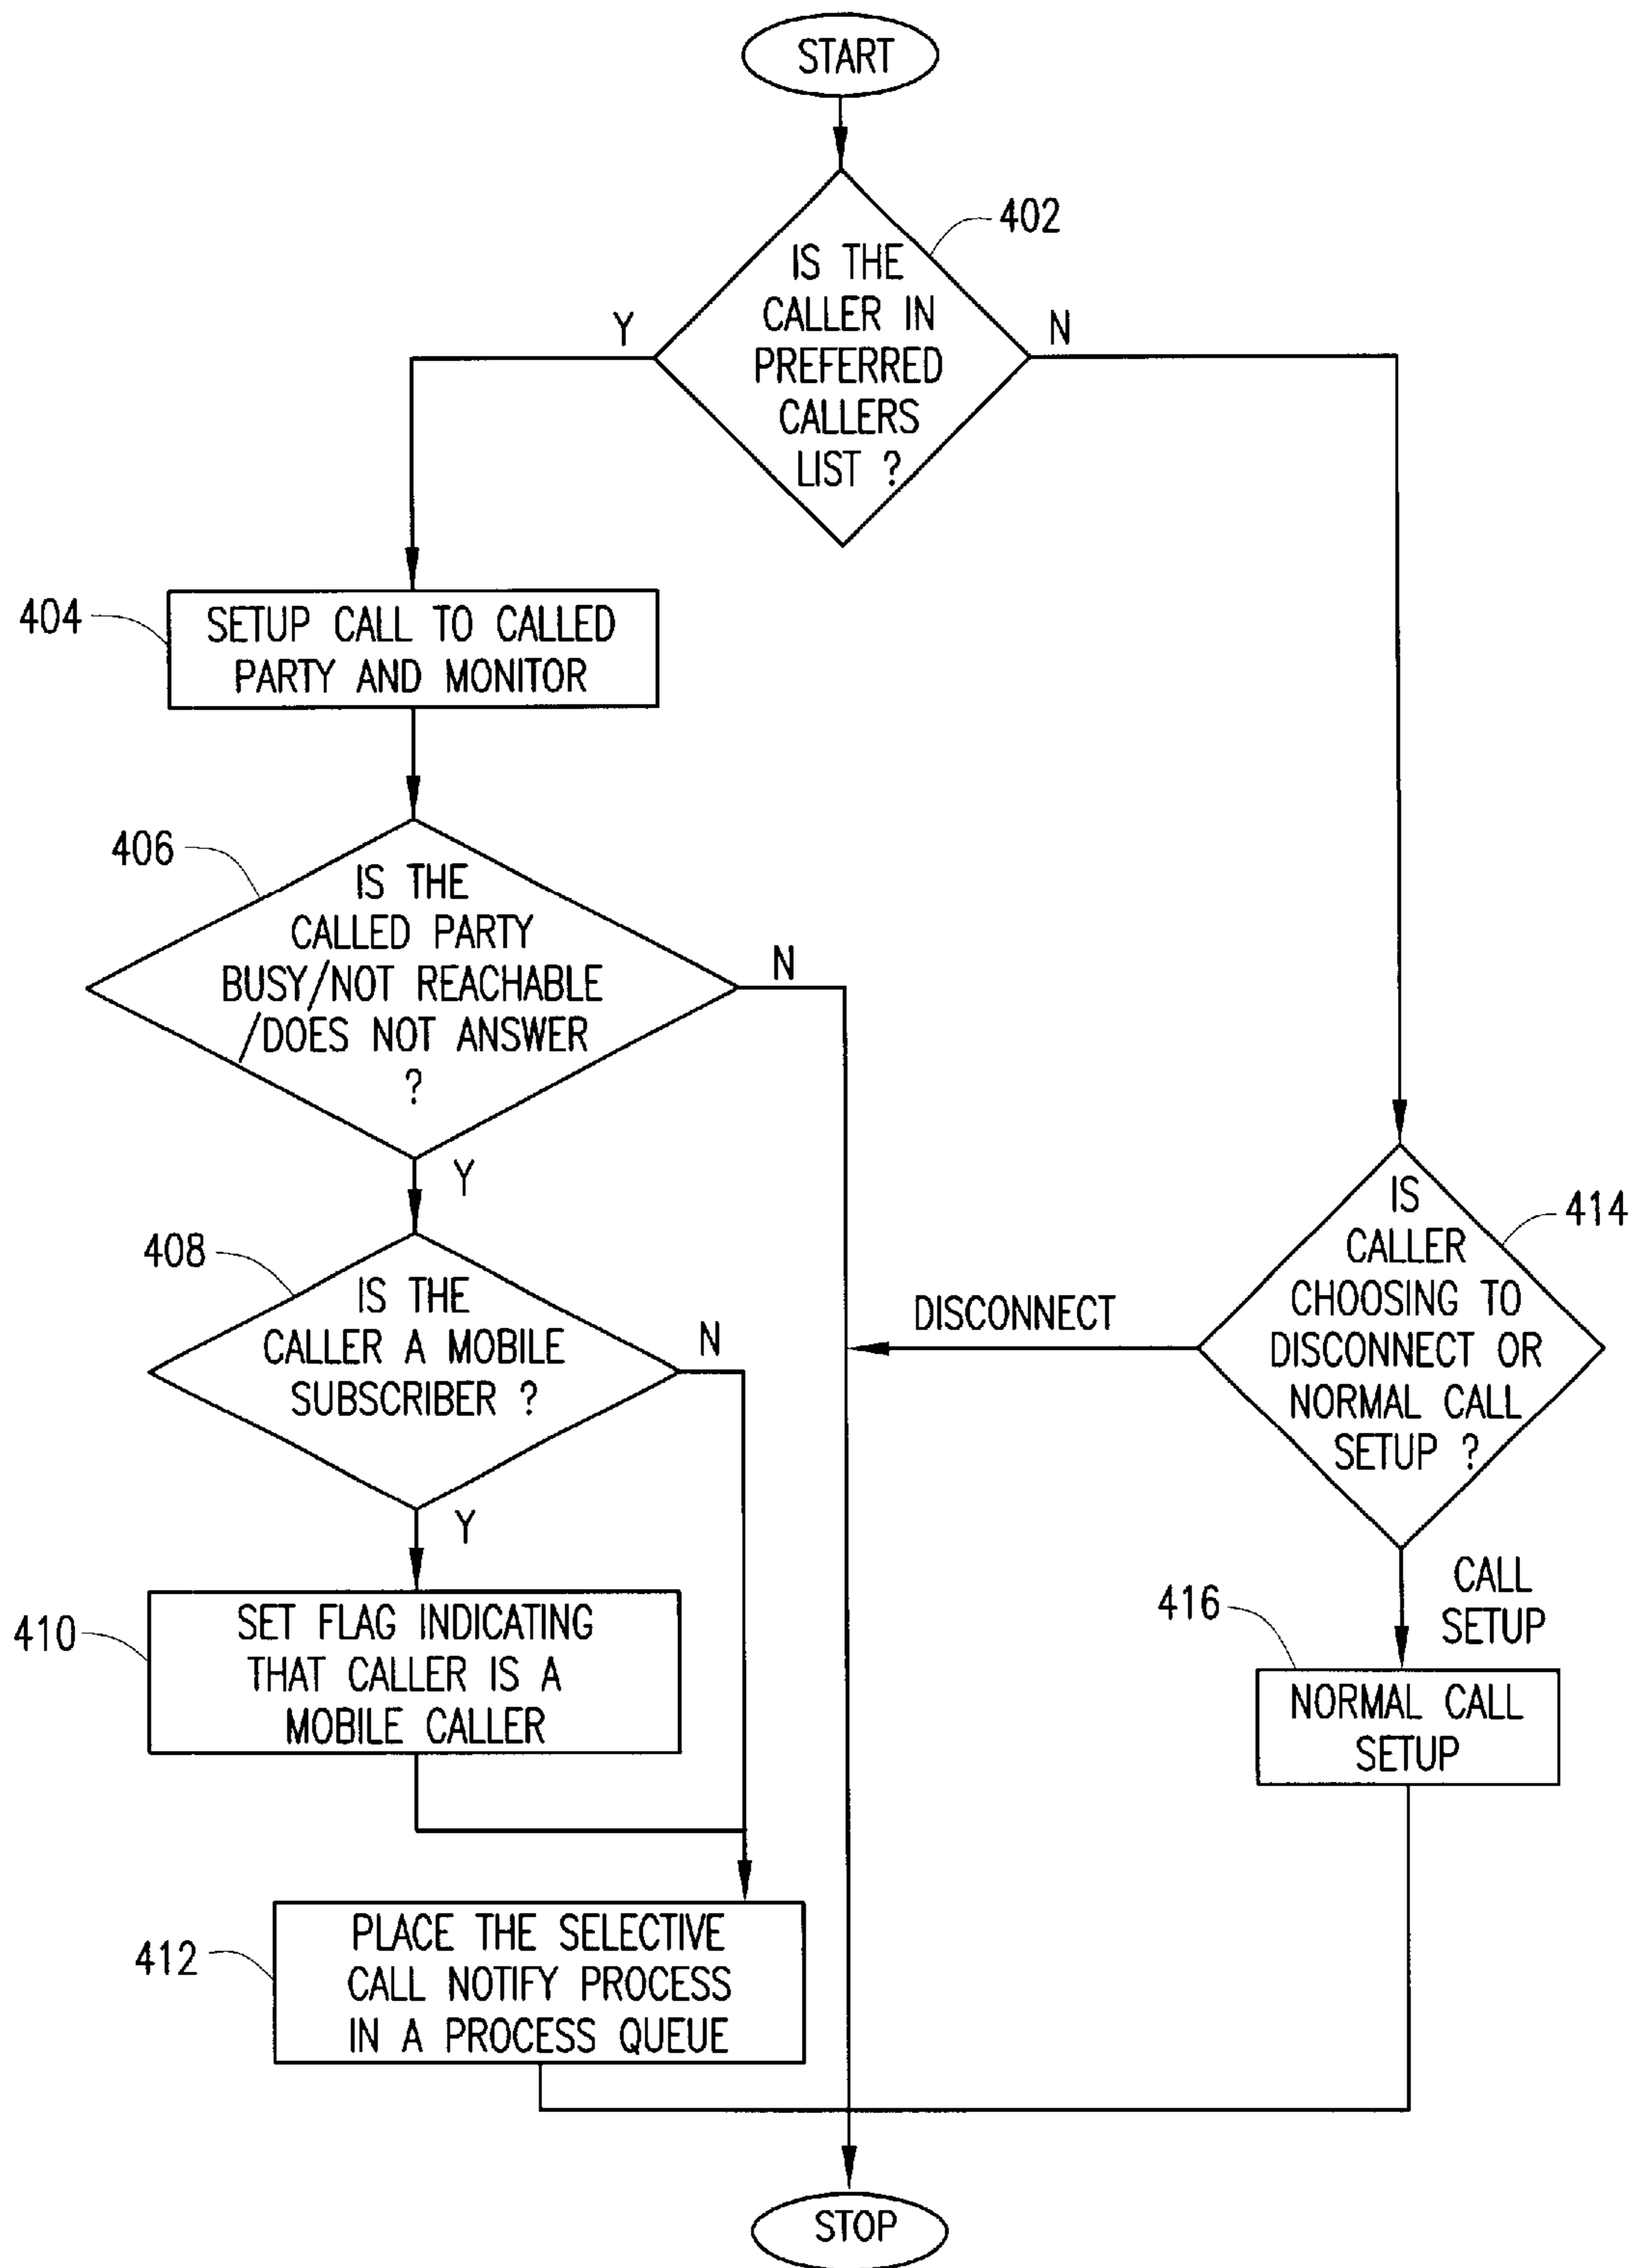 START
402
IS THE
CALLER IN
PREFERRED
CALLERS
LIST ?
Y
N
404
SETUP CALL TO CALLED
PARTY AND MONITOR
406
IS THE
CALLED PARTY
BUSY/NOT REACHABLE
/DOES NOT ANSWER
?
N
Y
408
IS THE
CALLER A MOBILE
SUBSCRIBER ?
N
Y
414
IS
CALLER
CHOOSING TO
DISCONNECT OR
NORMAL CALL
SETUP ?
DISCONNECT
CALL
SETUP
410
SET FLAG INDICATING
THAT CALLER IS A
MOBILE CALLER
416
NORMAL CALL
SETUP
412
PLACE THE SELECTIVE
CALL NOTIFY PROCESS
IN A PROCESS QUEUE
STOP